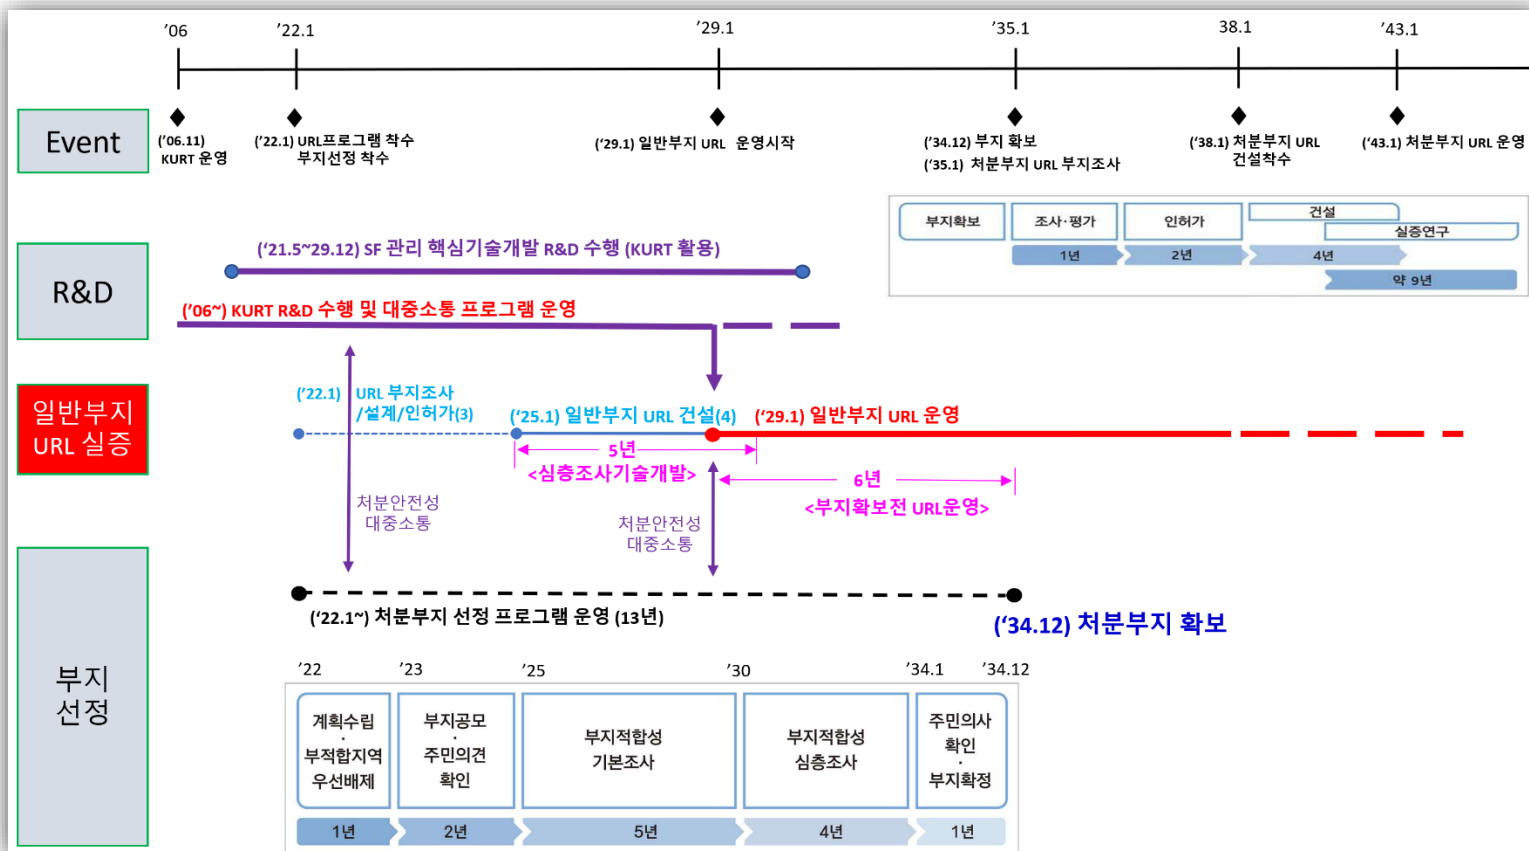 ’06
’22.1
’29.1
’35.1
38.1
’43.1
Event
(’06.11)
KURT 운영
(’22.1) URL프로그램 착수
부지선정 착수
(‘29.1) 일반부지 URL 운영시작
(’34.12) 부지 확보
(‘35.1) 처분부지 URL 부지조사
(‘38.1) 처분부지 URL
건설착수
(‘43.1) 처분부지 URL 운영
부지확보
조사·평가
인허가
건설
실증연구
1년
2년
4년
약 9년
R&D
(‘21.5~29.12) SF 관리 핵심기술개발 R&D 수행 (KURT 활용)
(‘06~) KURT R&D 수행 및 대중소통 프로그램 운영
일반부지
URL 실증
(’22.1)
URL 부지조사
/설계/인허가(3)
(‘25.1) 일반부지 URL 건설(4)
(‘29.1) 일반부지 URL 운영
5년
<심층조사기술개발>
6년
<부지확보전 URL운영>
처분안전성
대중소통
처분안전성
대중소통
부지
선정
(‘22.1~) 처분부지 선정 프로그램 운영 (13년)
(‘34.12) 처분부지 확보
’22
’23
’25
’30
’34.1
’34.12
계획수립
·
부적합지역
우선배제
부지공모
·
주민의견
확인
부지적합성
기본조사
부지적합성
심층조사
주민의사
확인
·
부지확정
1년
2년
5년
4년
1년